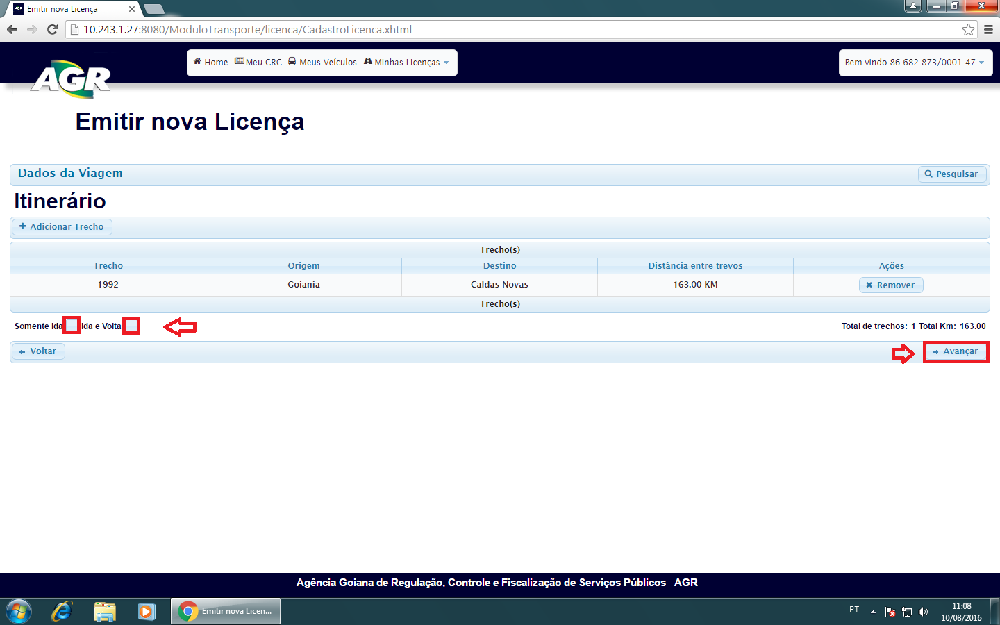 Emitir nova Licença
10.243.1.27:8080/ModuloTransporte/licenca/CadastroLicenca.xhtml
AGR
Home Meu CRC Meus Veículos Minhas Licenças
Bem vindo 86.682.873/0001-47
Emitir nova Licença
Dados da Viagem
Pesquisar
Itinerário
Adicionar Trecho
Trecho(s)
Trecho Origem Destino Distância entre trevos Ações
1992 Goiania Caldas Novas 163.00 KM Remover
Trecho(s)
Somente ida Ida e Volta
Total de trechos: 1 Total Km: 163.00
Voltar
Avançar
Agência Goiana de Regulação, Controle e Fiscalização de Serviços Públicos AGR
Emitir nova Licen...
PT
11:08
10/08/2016